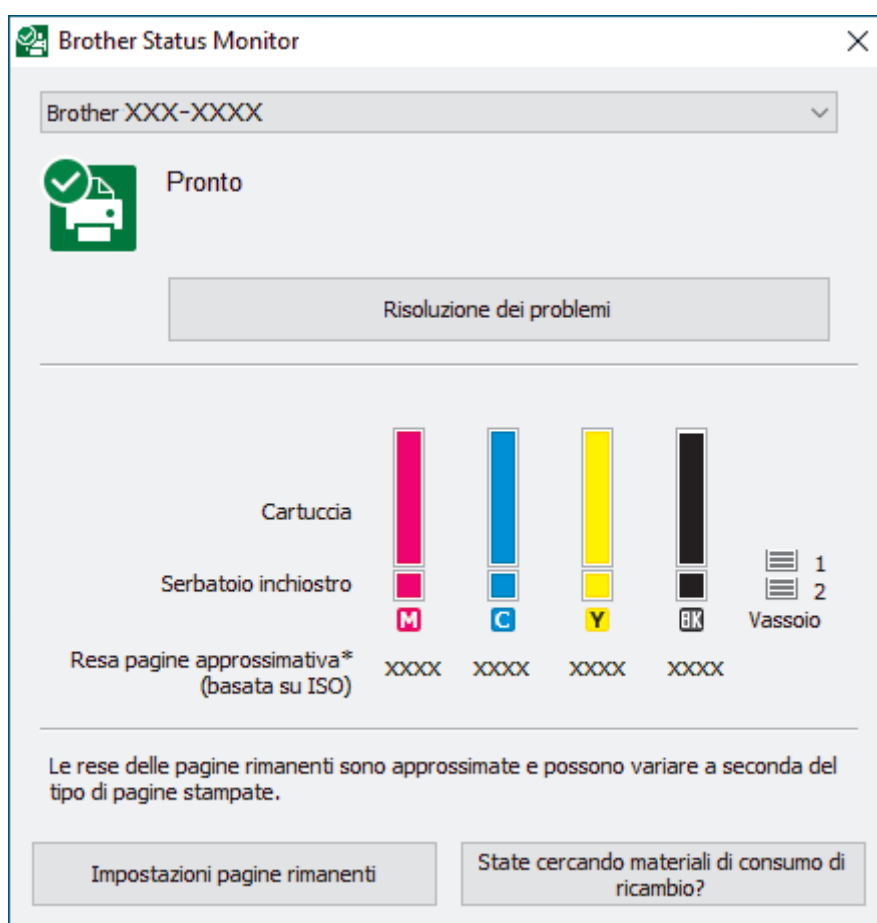 Brother Status Monitor
Brother XXX-XXXX
Pronto
Risoluzione dei problemi
Cartuccia
1
Serbatoio inchiostro
2
M C Y BK Vassoio
Resa pagine approssimativa*
(basata su ISO)
XXXX XXXX XXXX XXXX
Le rese delle pagine rimanenti sono approssimate e possono variare a seconda del
tipo di pagine stampate.
Impostazioni pagine rimanenti
State cercando materiali di consumo di
ricambio?